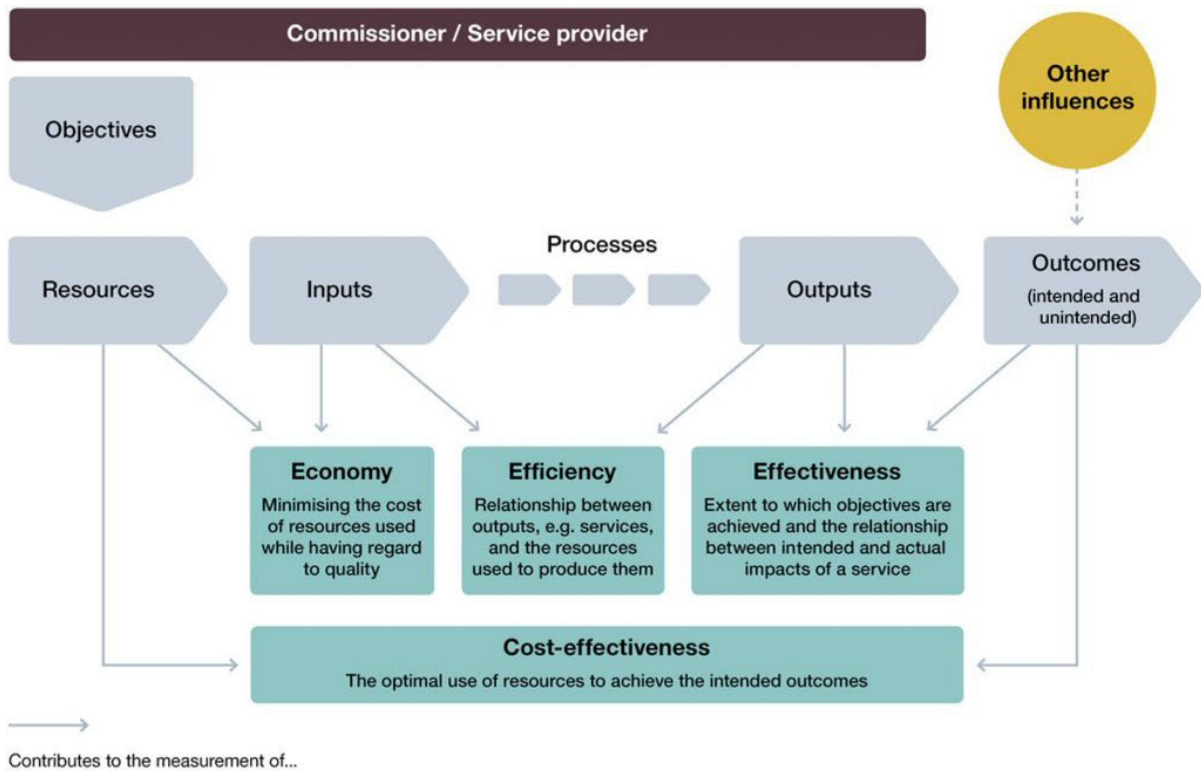 Commissioner / Service provider
Other
influences
Objectives
Resources
Inputs
Processes
Outputs
Outcomes
(intended and
unintended)
Economy
Minimising the cost
of resources used
while having regard
to quality
Efficiency
Relationship between
outputs, e.g. services,
and the resources
used to produce them
Effectiveness
Extent to which objectives are
achieved and the relationship
between intended and actual
impacts of a service
Cost-effectiveness
The optimal use of resources to achieve the intended outcomes
Contributes to the measurement of...